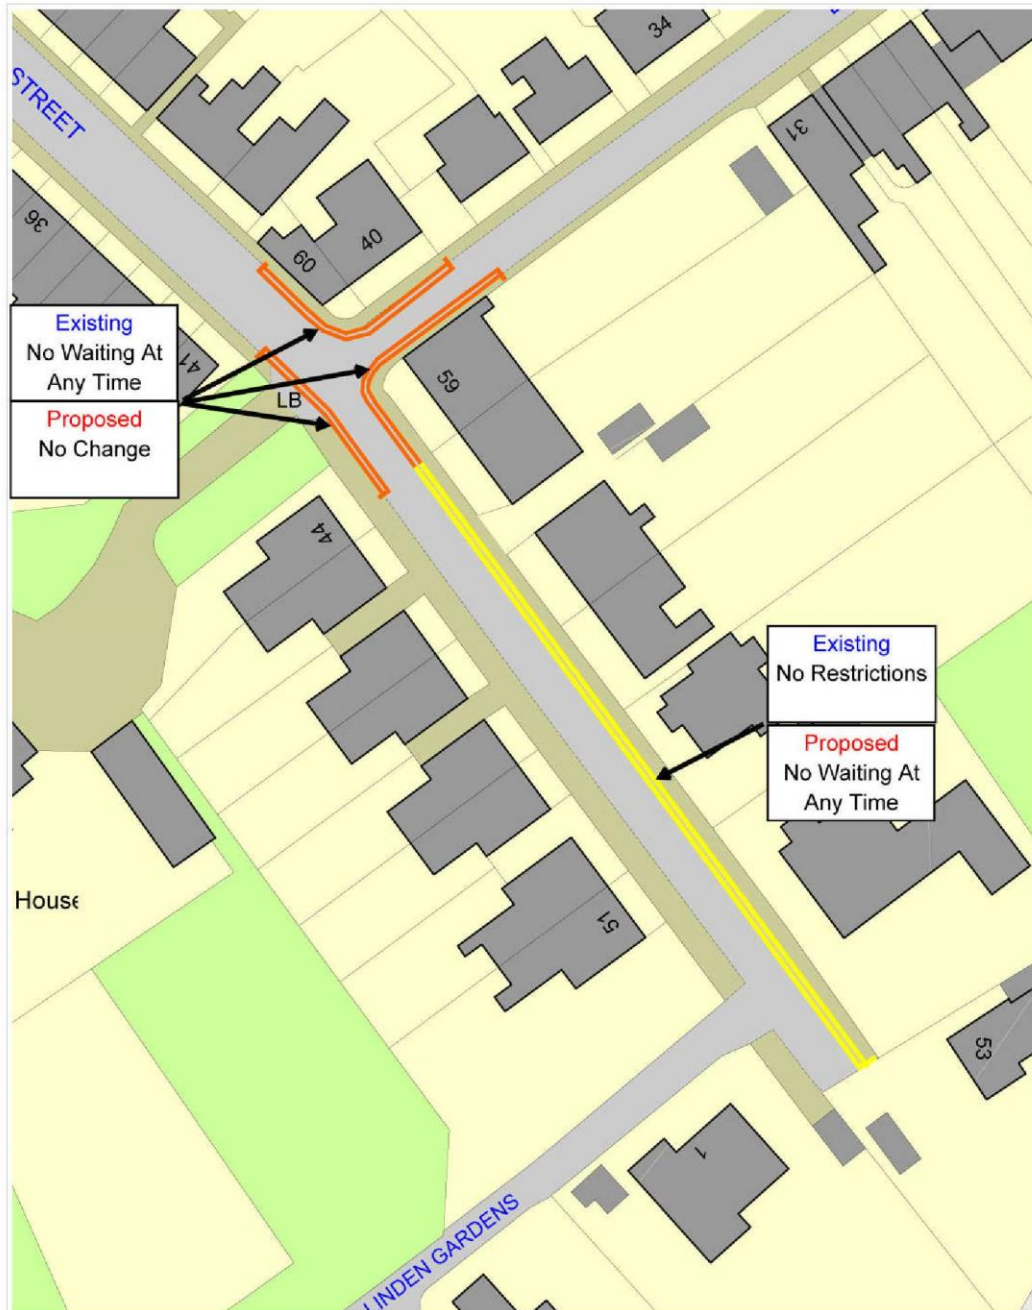 STREET
34
31
36
60
40
Existing
No Waiting At
Any Time
Proposed
No Change
41
LB
59
44
Existing
No Restrictions
Proposed
No Waiting At
Any Time
House
51
53
1
LINDEN GARDENS